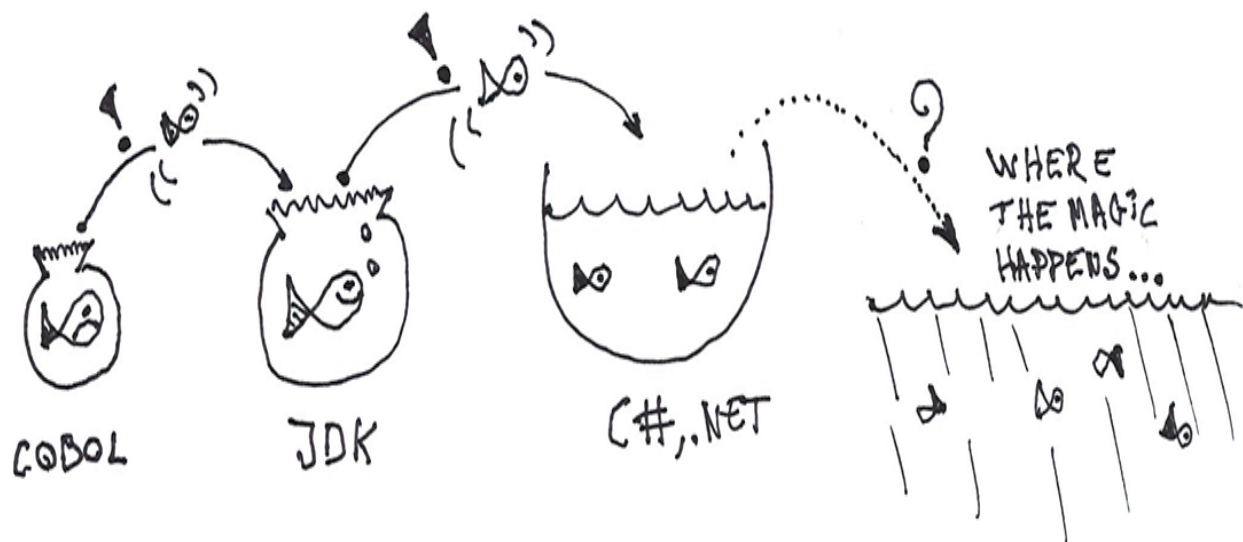 !
!
?
WHERE
THE MAGIC
HAPPENS...
COBOL
JDK
C#,.NET